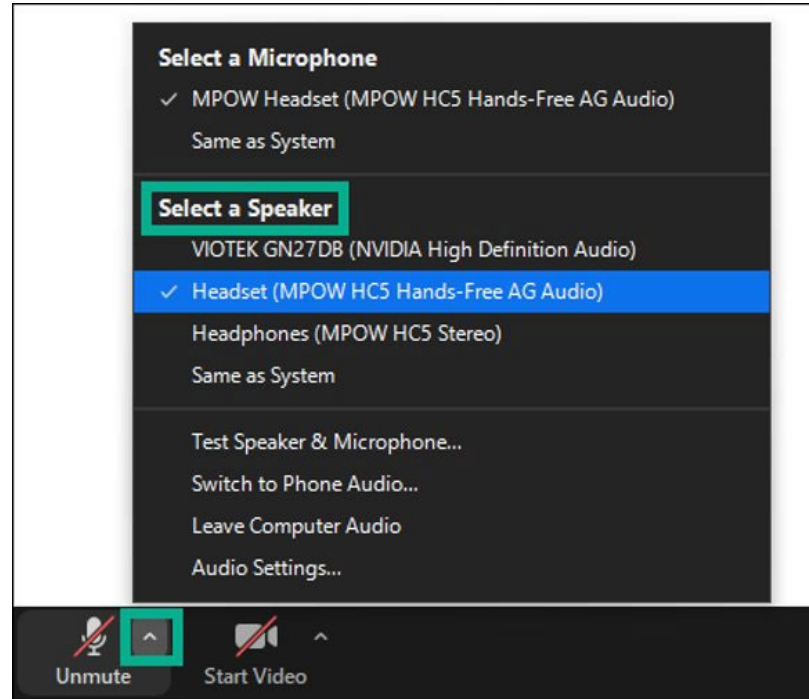 Select a Microphone
MPOW Headset (MPOW HC5 Hands-Free AG Audio)
Same as System
Select a Speaker
VIOTEK GN27DB (NVIDIA High Definition Audio)
Headset (MPOW HC5 Hands-Free AG Audio)
Headphones (MPOW HC5 Stereo)
Same as System
Test Speaker & Microphone...
Switch to Phone Audio...
Leave Computer Audio
Audio Settings...
Unmute
Start Video